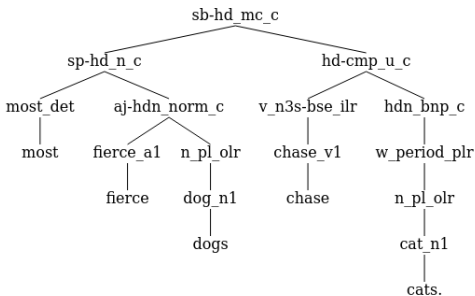 sb-hd_mc_c
sp-hd_n_c hd-cmp_u_c
most_det aj-hdn_norm_c v_n3s-bse_ilr hdn_bnp_c
most fierce_a1 n_pl_olr chase_v1 w_period_plr
fierce dog_n1 chase n_pl_olr
dogs cat_n1
cats.